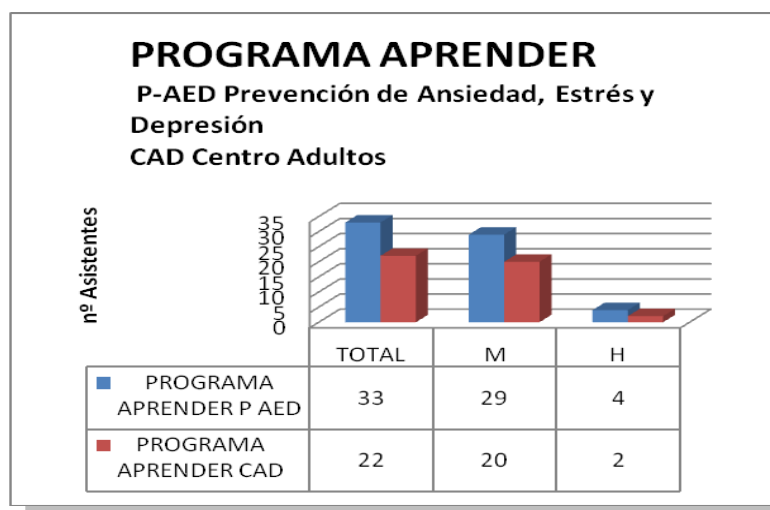 PROGRAMA APRENDER
P-AED Prevención de Ansiedad, Estrés y
Depresión
CAD Centro Adultos
nº Asistentes
35
30
25
20
15
10
5
0
TOTAL M H
PROGRAMA
APRENDER P AED 33 29 4
PROGRAMA
APRENDER CAD 22 20 2